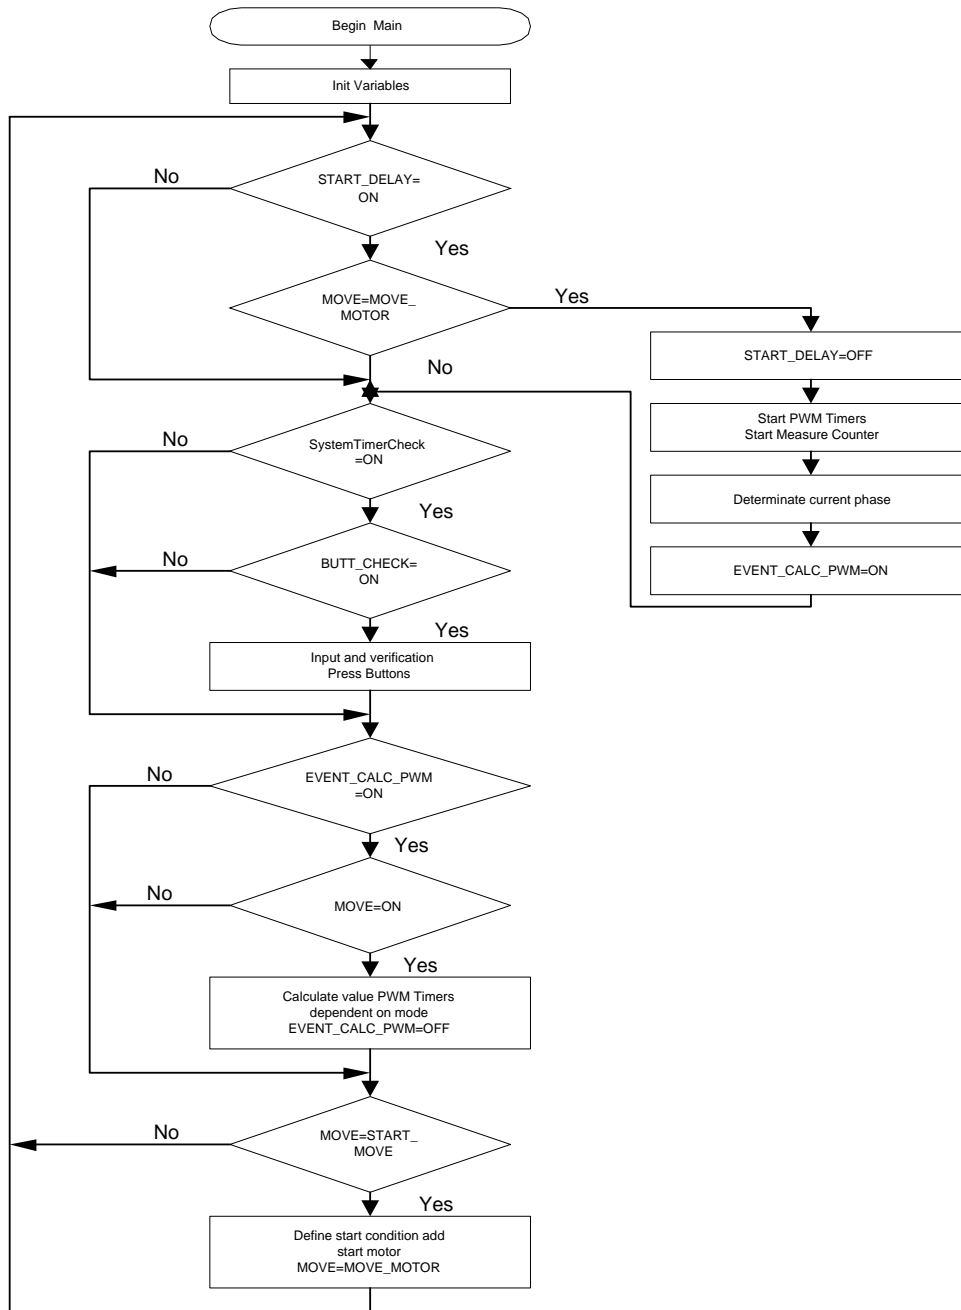 Begin Main
Init Variables
No
START_DELAY=
ON
Yes
MOVE=MOVE_
MOTOR
Yes
No
START_DELAY=OFF
Start PWM Timers
Start Measure Counter
Determinate current phase
EVENT_CALC_PWM=ON
No
SystemTimerCheck
=ON
Yes
No
BUTT_CHECK=
ON
Yes
Input and verification
Press Buttons
No
EVENT_CALC_PWM
=ON
Yes
No
MOVE=ON
Yes
Calculate value PWM Timers
dependent on mode
EVENT_CALC_PWM=OFF
No
MOVE=START_
MOVE
Yes
Define start condition add
start motor
MOVE=MOVE_MOTOR